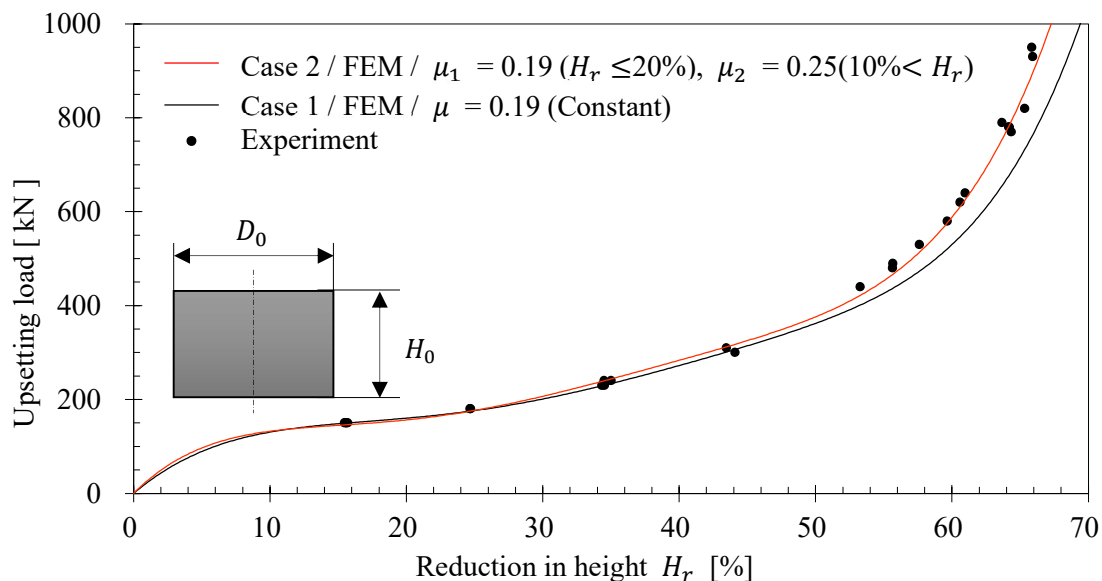 1000
800
600
400
200
0
Upsetting load [ kN ]
Case 2 / FEM / μ₁ = 0.19 (Hᵣ ≤20%), μ₂ = 0.25(10%< Hᵣ)
Case 1 / FEM / μ = 0.19 (Constant)
Experiment
D₀
H₀
0 10 20 30 40 50 60 70
Reduction in height Hᵣ [%]